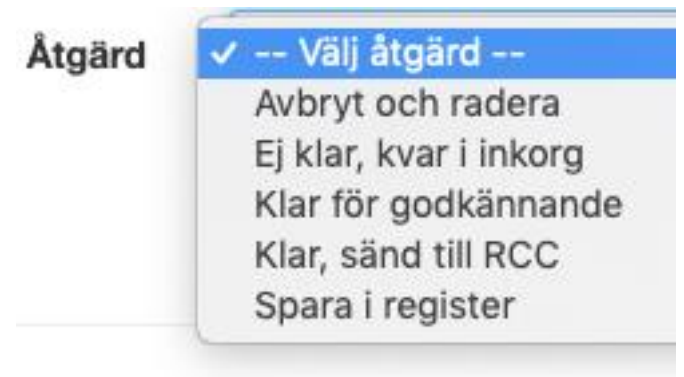 Åtgärd
✓ -- Välj åtgärd --
Avbryt och radera
Ej klar, kvar i inkorg
Klar för godkännande
Klar, sänd till RCC
Spara i register